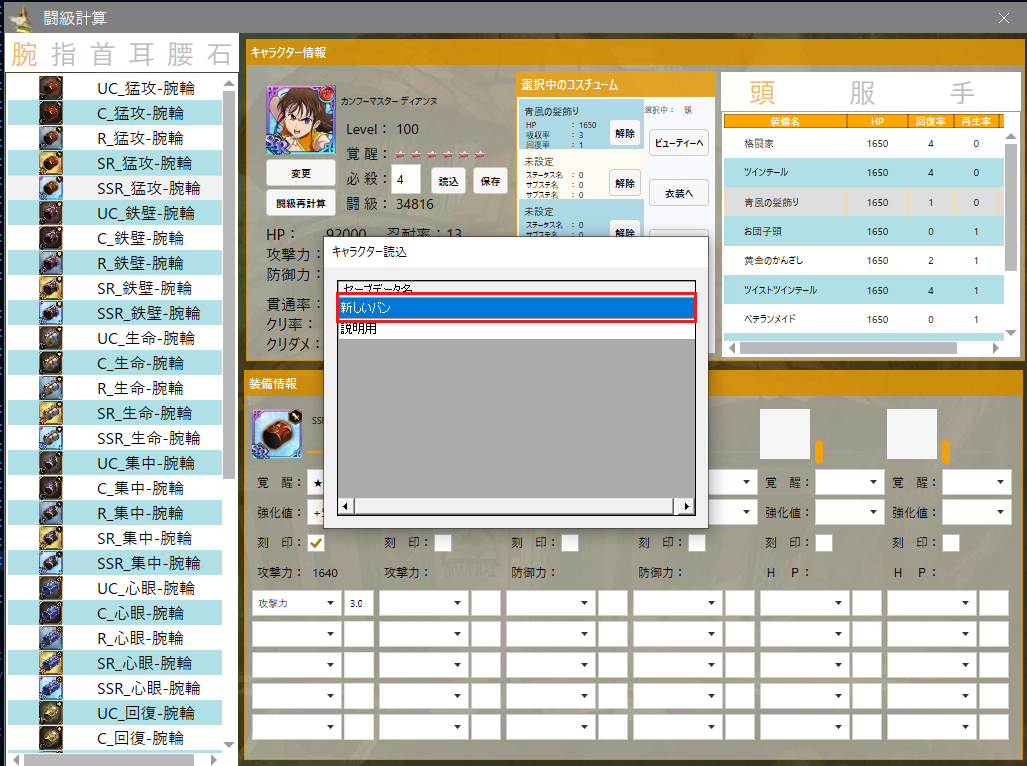 闘級計算
腕 指 首 耳 腰 石
UC_猛攻-腕輪
C_猛攻-腕輪
R_猛攻-腕輪
SR_猛攻-腕輪
SSR_猛攻-腕輪
UC_鉄壁-腕輪
C_鉄壁-腕輪
R_鉄壁-腕輪
SR_鉄壁-腕輪
SSR_鉄壁-腕輪
UC_生命-腕輪
C_生命-腕輪
R_生命-腕輪
SR_生命-腕輪
SSR_生命-腕輪
UC_集中-腕輪
C_集中-腕輪
R_集中-腕輪
SR_集中-腕輪
SSR_集中-腕輪
UC_心眼-腕輪
C_心眼-腕輪
R_心眼-腕輪
SR_心眼-腕輪
SSR_心眼-腕輪
UC_回復-腕輪
C_回復-腕輪
キャラクター情報
カンフーマスター ディアンヌ
Level： 100
覚 醒：
必 殺： 4 読込 保存
闘 級： 34816
変更
闘級再計算
HP： 92000 忍耐率：13
攻撃力：
防御力：
貫通率：
クリ率：
クリダメ：
選択中のコスチューム
青風の髪飾り
HP ：1650
吸収率 ：3
回復率 ：1
解除
未設定
ステータス名 ：0
サブステ名 ：0
サブステ名 ：0
解除
未設定
ステータス名 ：0
サブステ名 ：0
解除
選択中： 頭
ビューティーへ
衣装へ
頭 服 手
装備名 HP 回復率 再生率
格闘家 1650 4 0
ツインテール 1650 4 0
青風の髪飾り 1650 1 0
お団子頭 1650 0 1
黄金のかんざし 1650 2 1
ツイストツインテール 1650 4 1
ベテランメイド 1650 0 1
キャラクター読込
セーブデータ名
新しいバン
説明用
装備情報
SSR
覚 醒： ★ 覚 醒： 覚 醒：
強化値： +5 強化値： 強化値：
刻 印： 刻 印： 刻 印： 刻 印： 刻 印： 刻 印：
攻撃力： 1640 攻撃力： 防御力： 防御力： H P： H P：
攻撃力 3.0